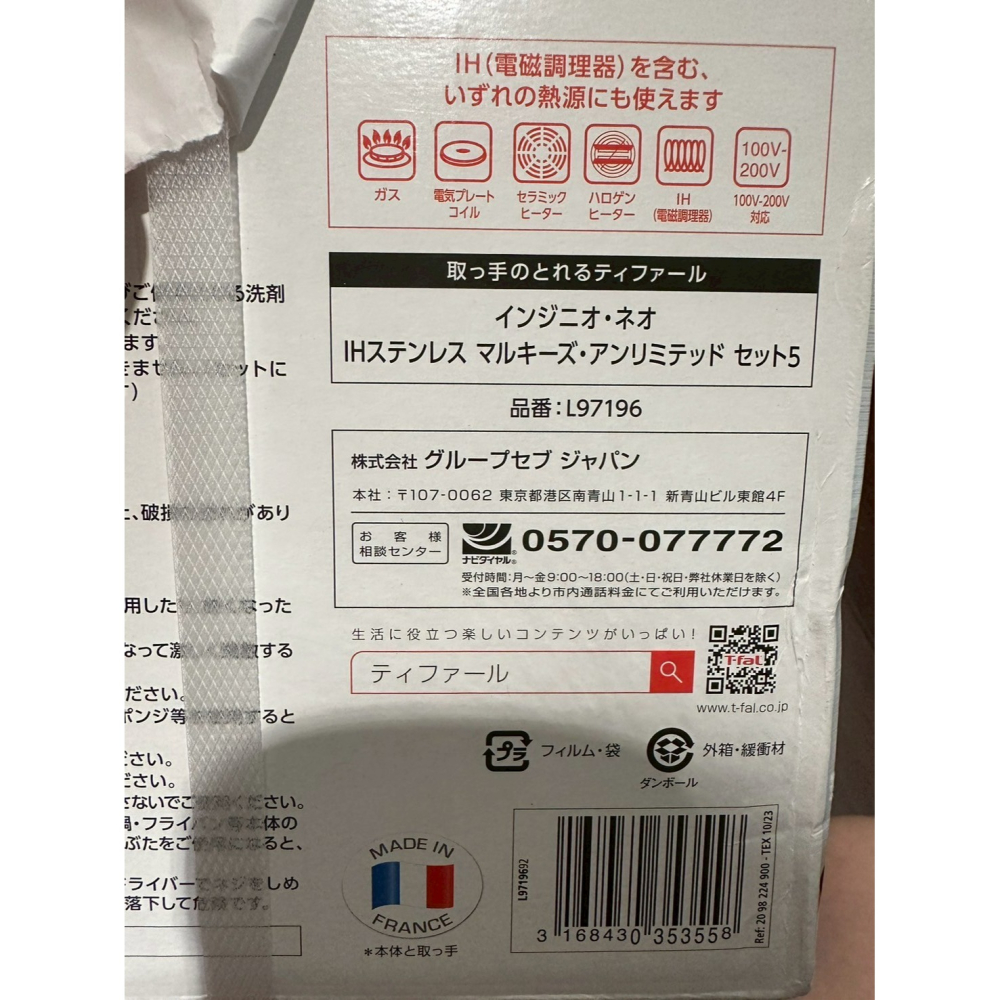 IH(電磁調理器)を含む、
いずれの熱源にも使えます
ガス
電気プレート
コイル
セラミック
ヒーター
ハロゲン
ヒーター
IH
(電磁調理器)
100V-
200V
100V-200V
対応
取っ手のとれるティファール
インジニオ・ネオ
IHステンレス マルキーズ・アンリミテッド セット5
品番:L97196
株式会社 グループセブ ジャパン
本社:〒107-0062 東京都港区南青山1-1-1 新青山ビル東館4F
お客様
相談センター
ナビダイヤル®
0570-077772
受付時間:月〜金9:00〜18:00(土・日・祝日・弊社休業日を除く)
※全国各地より市内通話料金にてご利用いただけます。
生活に役立つ楽しいコンテンツがいっぱい!
ティファール
T-fal
www.t-fal.co.jp
プラ
フィルム・袋
ダンボール
外箱・緩衝材
MADE IN
FRANCE
*本体と取っ手
L9719692
3 168430 353558
Ref: 20 98 224 900 - TEX 10/23
る洗剤
くだ
ます
きませ
ットに
す)
、破損
があり
用した
なった
なって激
する
ださい。
ポンジ等
すると
ださい。
ださい。
さないでご
ください。
鍋・フライパン等本体の
ぶたをご使用になると、
ドライバーでネジをしめ
落下して危険です。